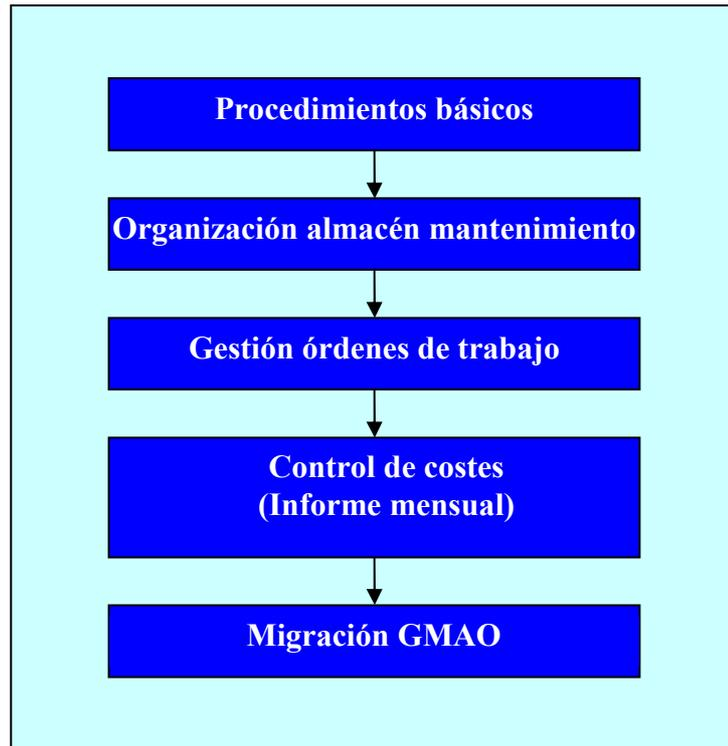 Procedimientos básicos
Organización almacén mantenimiento
Gestión órdenes de trabajo
Control de costes
(Informe mensual)
Migración GMAO